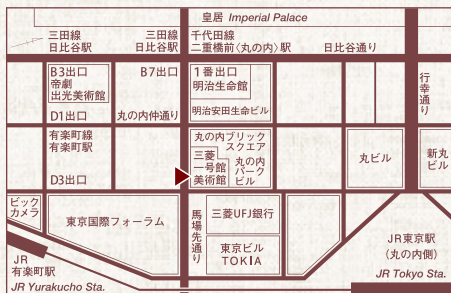 皇居 Imperial Palace
三田線
日比谷駅
三田線
日比谷駅
千代田線
二重橋前〈丸の内〉駅
日比谷通り
B3出口
帝劇
出光美術館
B7出口
1番出口
明治生命館
行幸通り
D1出口
丸の内仲通り
明治安田生命ビル
有楽町線
有楽町駅
丸の内ブリック
スクエア
三菱
一号館
美術館
丸の内
パーク
ビル
丸ビル
新丸
ビル
D3出口
ビック
カメラ
東京国際フォーラム
馬場先通り
三菱UFJ銀行
東京ビル
TOKIA
JR東京駅
（丸の内側）
JR Tokyo Sta.
JR
有楽町駅
JR Yurakucho Sta.